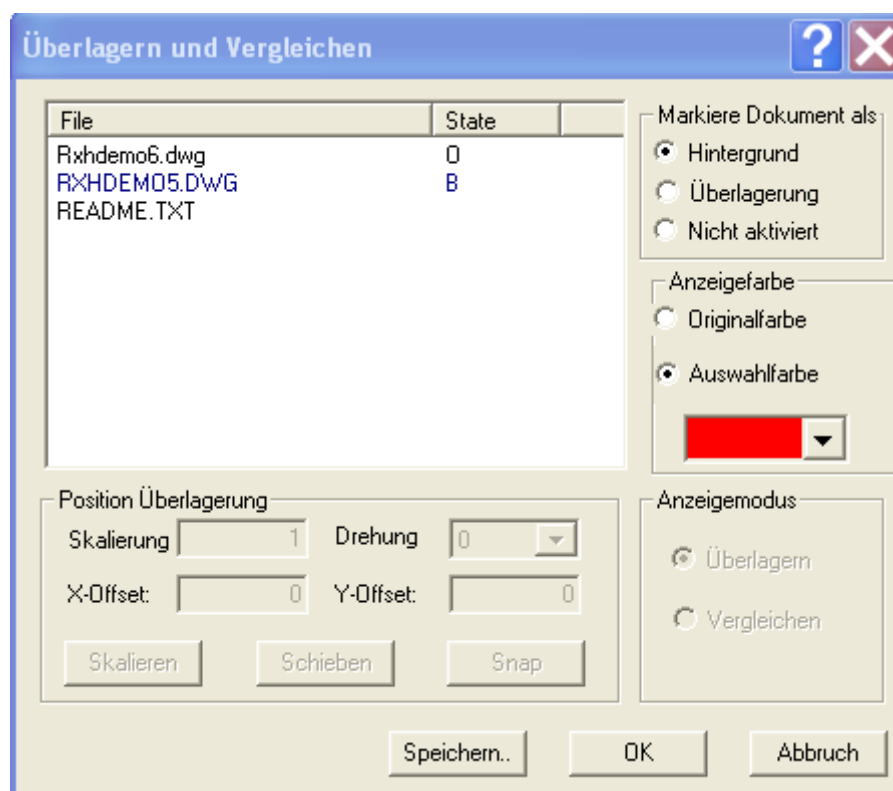 Überlagern und Vergleichen
File State
Rxhdemo6.dwg O
RXHDEMO5.DWG B
README.TXT
Markiere Dokument als
Hintergrund
Überlagerung
Nicht aktiviert
Anzeigefarbe
Originalfarbe
Auswahlfarbe
Position Überlagerung
Skalierung 1 Drehung 0
X-Offset: 0 Y-Offset: 0
Skalieren Schieben Snap
Anzeigemodus
Überlagern
Vergleichen
Speichern.. OK Abbruch